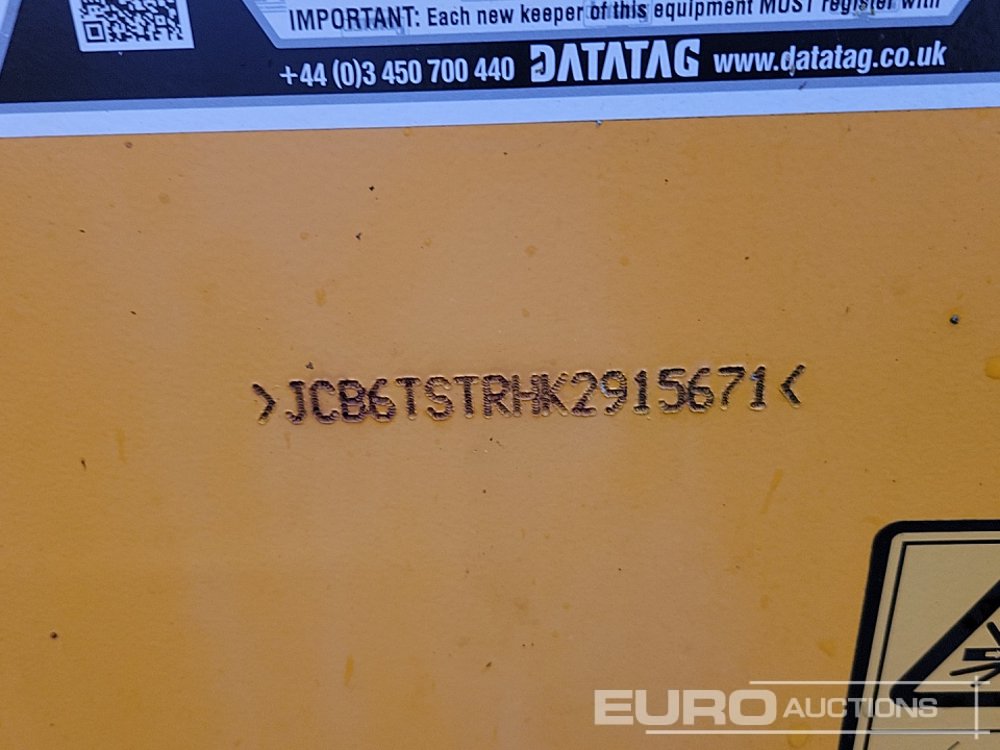 IMPORTANT: Each new keeper of this equipment MUST register with
+44 (0)3 450 700 440 DATATAG www.datatag.co.uk
>JCB6TSTRHK2915671<
EURO AUCTIONS